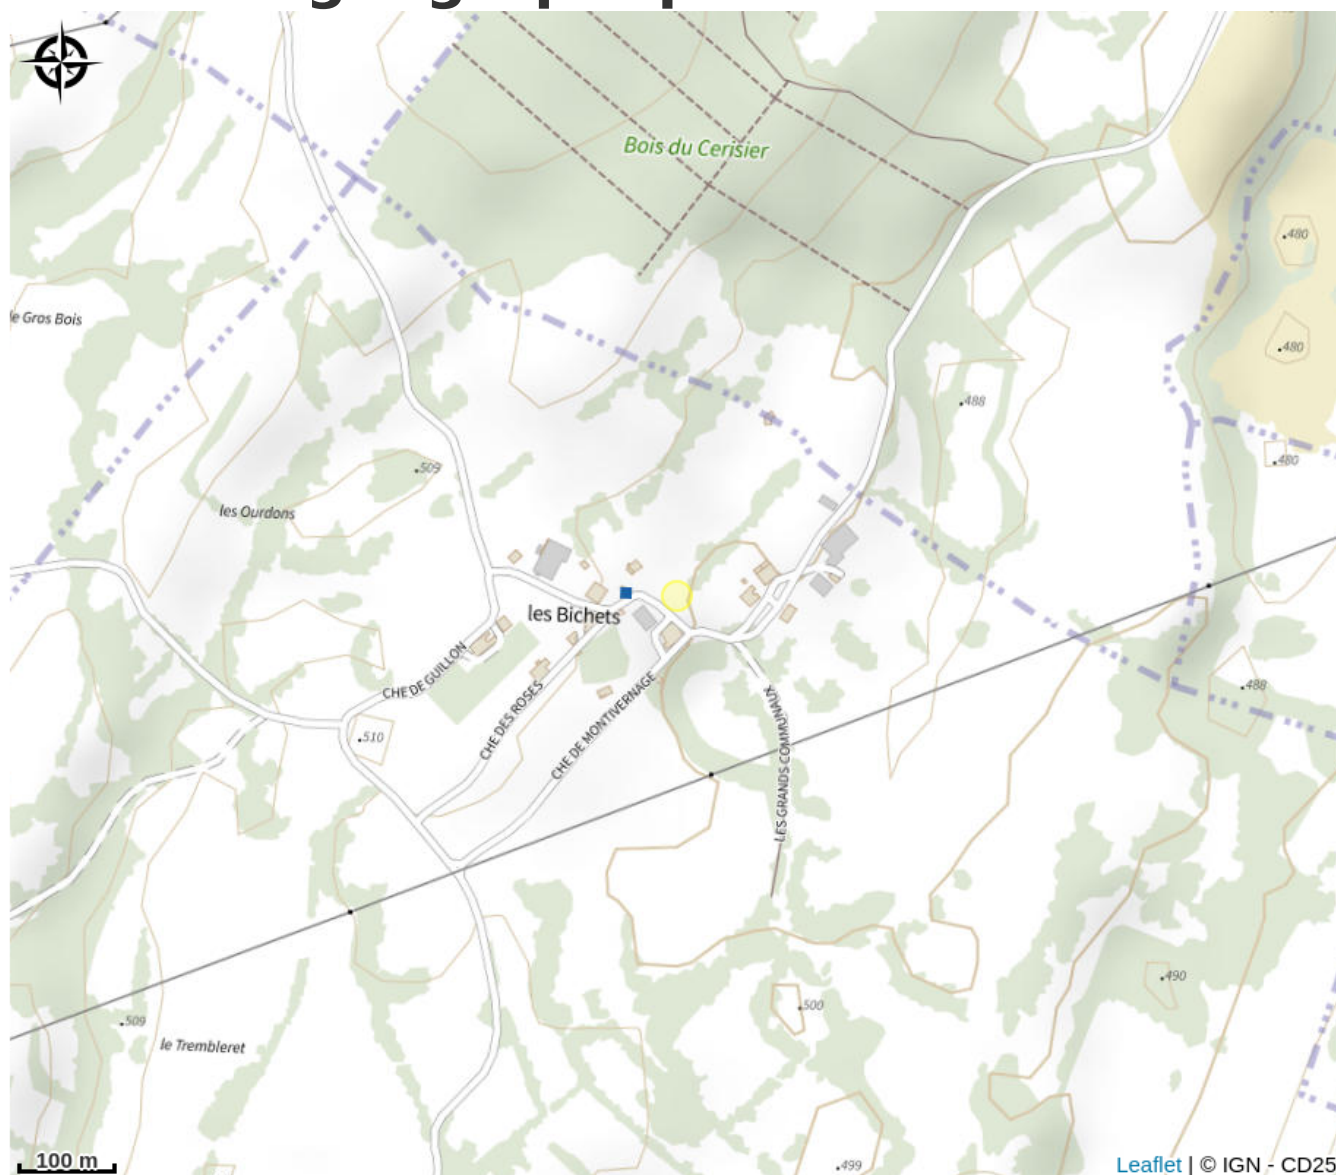 Bois du Cerisier
480
le Gros Bois
480
488
509
480
les Ourdons
les Bichets
CHE DE GUILLON
CHE DES ROSES
CHE DE MONTIVERNAGE
LES GRANDS COMMUNAUX
488
510
490
500
509
le Trembleret
100 m
499
Leaflet | © IGN - CD25